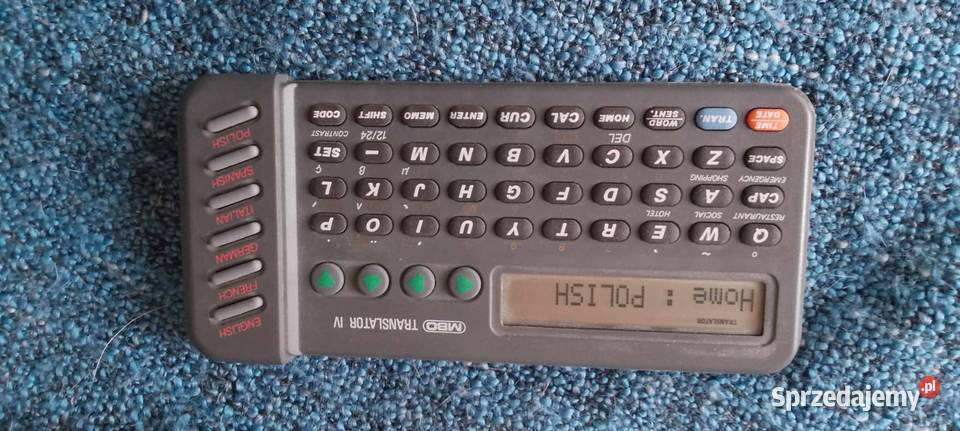 MBO TRANSLATOR IV
TRANSLATOR
Home : POLISH
ENGLISH
FRENCH
GERMAN
ITALIAN
SPANISH
POLISH
Q W E R T Y U I O P
RESTAURANT SOCIAL HOTEL
CAP A S D F G H J K L
EMERGENCY SHOPPING µ β ç
SPACE Z X C V B N M – SET
DEL 12/24 CONTRAST
TIME DATE TRAN. WORD SENT. HOME CAL CUR ENTER MEMO SHIFT CODE
Sprzedajemy.pl